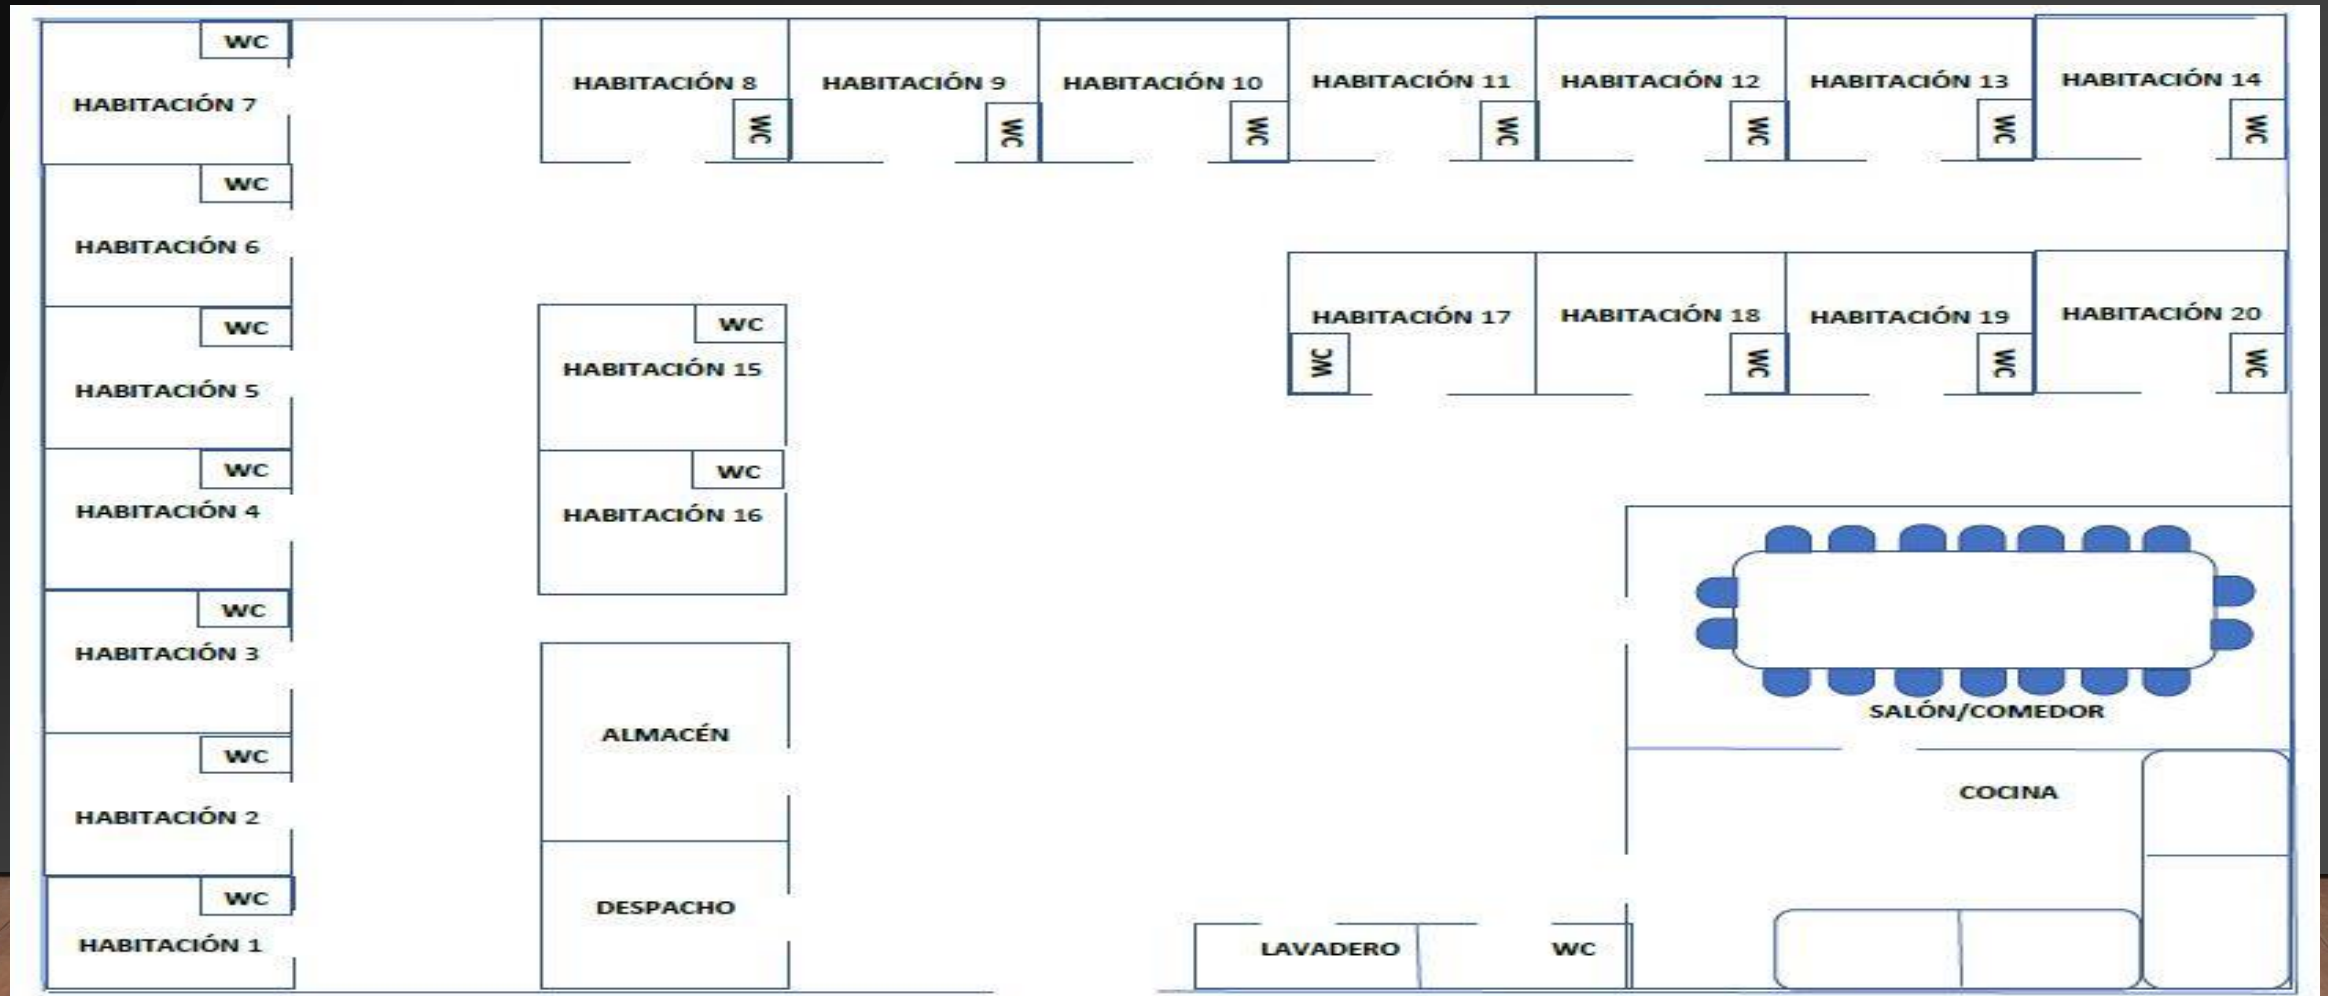 WC
HABITACIÓN 7
WC
HABITACIÓN 6
WC
HABITACIÓN 5
WC
HABITACIÓN 4
WC
HABITACIÓN 3
WC
HABITACIÓN 2
WC
HABITACIÓN 1
HABITACIÓN 8
WC
HABITACIÓN 9
WC
HABITACIÓN 10
WC
HABITACIÓN 11
WC
HABITACIÓN 12
WC
HABITACIÓN 13
WC
HABITACIÓN 14
WC
WC
HABITACIÓN 15
WC
HABITACIÓN 16
HABITACIÓN 17
WC
HABITACIÓN 18
WC
HABITACIÓN 19
WC
HABITACIÓN 20
WC
ALMACÉN
DESPACHO
SALÓN/COMEDOR
COCINA
LAVADERO
WC